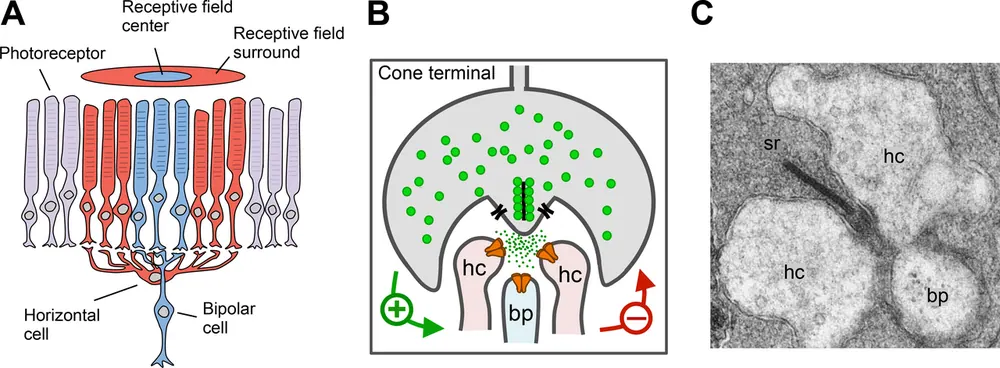 A
Receptive field
center
Receptive field
surround
Photoreceptor
Horizontal
cell
Bipolar
cell
B
Cone terminal
hc
hc
bp
+
−
C
sr
hc
hc
bp